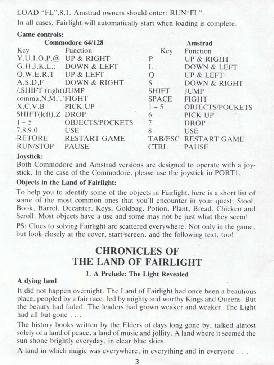 LOAD "FL",8,1. Amstrad owners should enter: RUN"FL".
In all cases, Fairlight will automatically start when loading is complete.
Game controls:
Commodore 64/128 Amstrad
Key Function Key Function
Y,U,I,O,P,@ UP & RIGHT P UP & RIGHT
G,H,J,K,L,: DOWN & LEFT L DOWN & LEFT
Q,W,E,R,T UP & LEFT Q UP & LEFT
A,S,D,F DOWN & LEFT S DOWN & LEFT
/,SHIFT (right) JUMP SHIFT JUMP
comma,N,M,. FIGHT SPACE FIGHT
X,C,V,B PICK UP 1 – 5 OBJECTS/POCKETS
SHIFT(left),Z DROP 6 PICK UP
1 – 5 OBJECTS/POCKETS 7 DROP
7,8,9,0 USE 8 USE
RETORE RESTART GAME TAB/ESC RESTART GAME
RUN/STOP PAUSE CTRL PAUSE
Joystick:
Both Commodore and Amstrad versions are designed to operate with a joy-
stick. In the case of the Commodore, please use the joystick in PORT1.
Objects in the Land of Fairlight:
To help you to identify some of the objects in Fairlight, here is a short list of
some of the most common ones that you'll encounter in your quest: Stool,
Book, Barrel, Decanter, Keys, Goldbag, Potion, Plant, Bread, Chicken and
Scroll. Most objects have a use and some may not be just what they seem!
PS: Clues to solving Fairlight are scattered everywhere. Not only in the game,
but look closely at the cover, start screen, and the following text, too!
CHRONICLES OF
THE LAND OF FAIRLIGHT
1. A Prelude: The Light Revealed
A dying land
It did not happen overnight. The Land of Fairlight had once been a beauteous
place, peopled by a fair race, led by mighty and worthy Kings and Queens. But
the beauty had faded. The leaders had grown weaker and weaker. The Light
had all but gone . . .
The history books written by the Elders of days long gone by, talked almost
solely of a land of peace, a land of music and jollity. A land where it seemed the
sun shone brightly everyday, in clear blue skies.
A land in which magic was everywhere, in everything and in everyone . . .
3